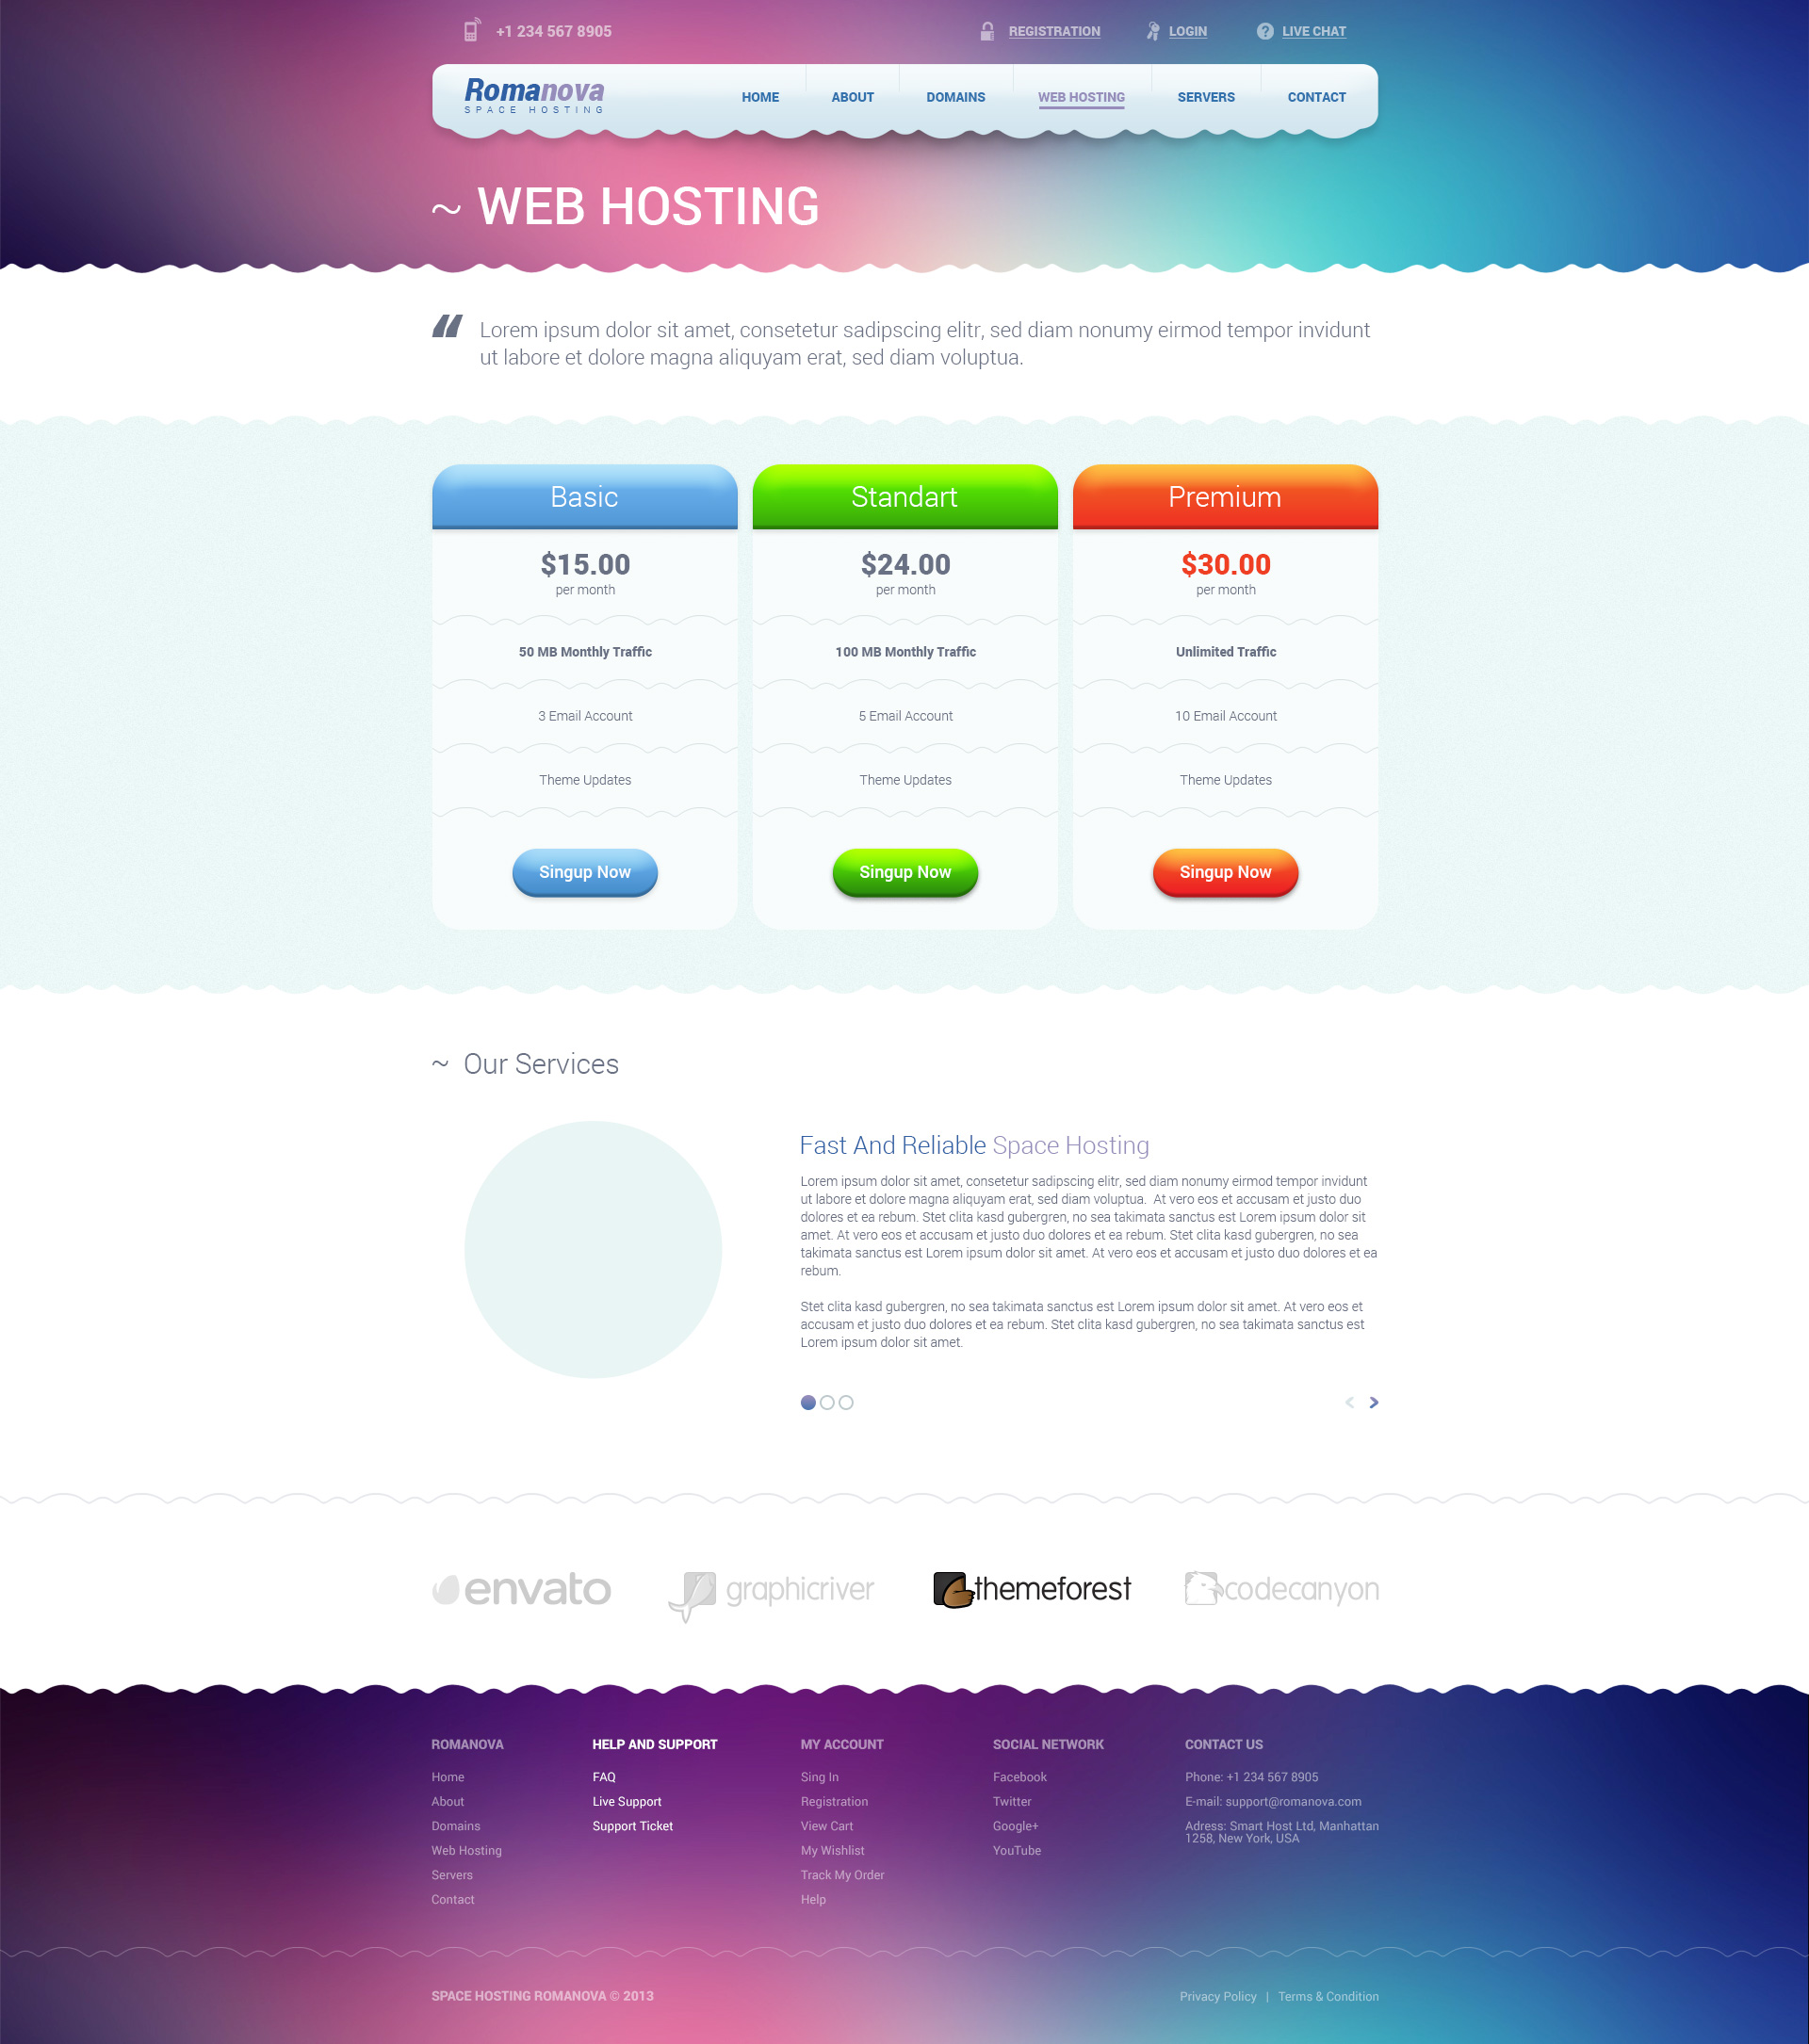 +1 234 567 8905
REGISTRATION
LOGIN
LIVE CHAT
Romanova
SPACE HOSTING
HOME
ABOUT
DOMAINS
WEB HOSTING
SERVERS
CONTACT
~ WEB HOSTING
“ Lorem ipsum dolor sit amet, consetetur sadipscing elitr, sed diam nonumy eirmod tempor invidunt
ut labore et dolore magna aliquyam erat, sed diam voluptua.
Basic
$15.00
per month
50 MB Monthly Traffic
3 Email Account
Theme Updates
Singup Now
Standart
$24.00
per month
100 MB Monthly Traffic
5 Email Account
Theme Updates
Singup Now
Premium
$30.00
per month
Unlimited Traffic
10 Email Account
Theme Updates
Singup Now
~ Our Services
Fast And Reliable Space Hosting
Lorem ipsum dolor sit amet, consetetur sadipscing elitr, sed diam nonumy eirmod tempor invidunt
ut labore et dolore magna aliquyam erat, sed diam voluptua. At vero eos et accusam et justo duo
dolores et ea rebum. Stet clita kasd gubergren, no sea takimata sanctus est Lorem ipsum dolor sit
amet. At vero eos et accusam et justo duo dolores et ea rebum. Stet clita kasd gubergren, no sea
takimata sanctus est Lorem ipsum dolor sit amet. At vero eos et accusam et justo duo dolores et ea
rebum.
Stet clita kasd gubergren, no sea takimata sanctus est Lorem ipsum dolor sit amet. At vero eos et
accusam et justo duo dolores et ea rebum. Stet clita kasd gubergren, no sea takimata sanctus est
Lorem ipsum dolor sit amet.
envato
graphicriver
themeforest
codecanyon
ROMANOVA
Home
About
Domains
Web Hosting
Servers
Contact
HELP AND SUPPORT
FAQ
Live Support
Support Ticket
MY ACCOUNT
Sing In
Registration
View Cart
My Wishlist
Track My Order
Help
SOCIAL NETWORK
Facebook
Twitter
Google+
YouTube
CONTACT US
Phone: +1 234 567 8905
E-mail: support@romanova.com
Adress: Smart Host Ltd, Manhattan
1258, New York, USA
SPACE HOSTING ROMANOVA © 2013
Privacy Policy | Terms & Condition